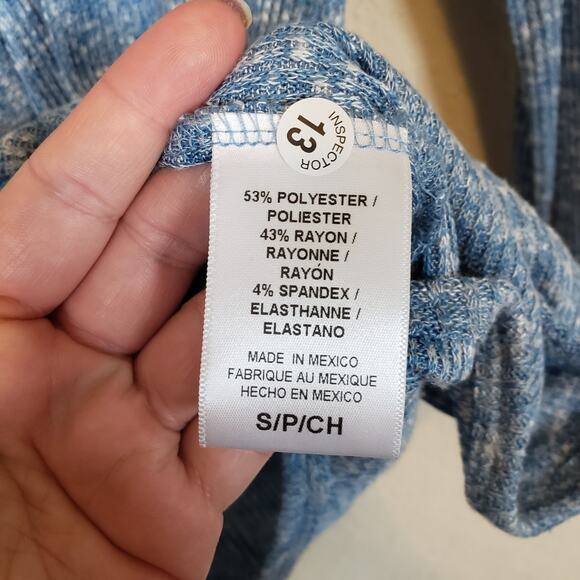 INSPECTOR
13
53% POLYESTER /
POLIESTER
43% RAYON /
RAYONNE /
RAYÓN
4% SPANDEX /
ELASTHANNE /
ELASTANO
MADE IN MEXICO
FABRIQUE AU MEXIQUE
HECHO EN MEXICO
S/P/CH